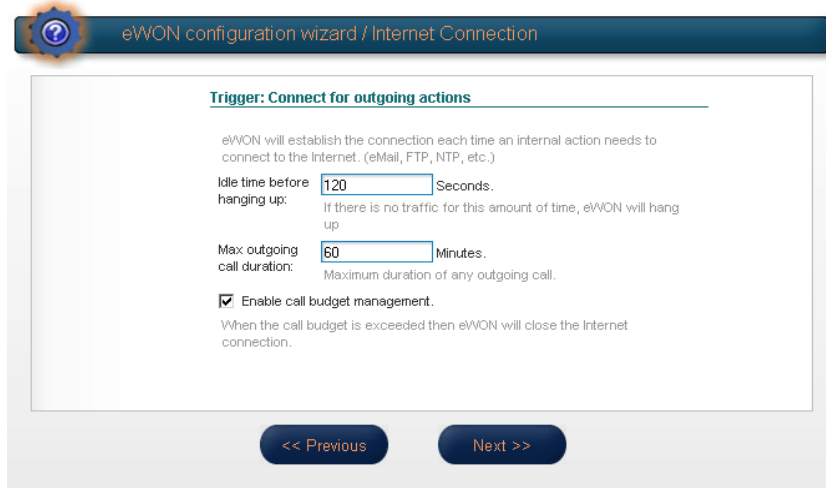 eWON configuration wizard / Internet Connection
Trigger: Connect for outgoing actions
eWON will establish the connection each time an internal action needs to
connect to the Internet. (eMail, FTP, NTP, etc.)
Idle time before
hanging up:
120 Seconds.
If there is no traffic for this amount of time, eWON will hang
up
Max outgoing
call duration:
60 Minutes.
Maximum duration of any outgoing call.
Enable call budget management.
When the call budget is exceeded then eWON will close the Internet
connection.
<< Previous
Next >>